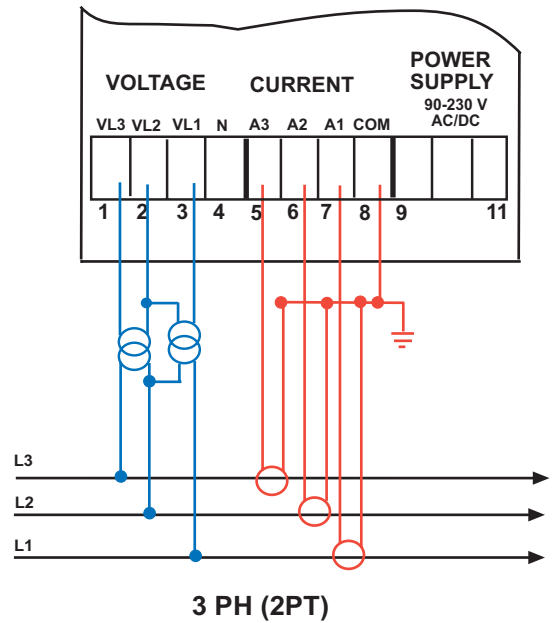 POWER
SUPPLY
VOLTAGE CURRENT
90-230 V
AC/DC
VL3 VL2 VL1 N A3 A2 A1 COM
1 2 3 4 5 6 7 8 9 11
L3
L2
L1
3 PH (2PT)